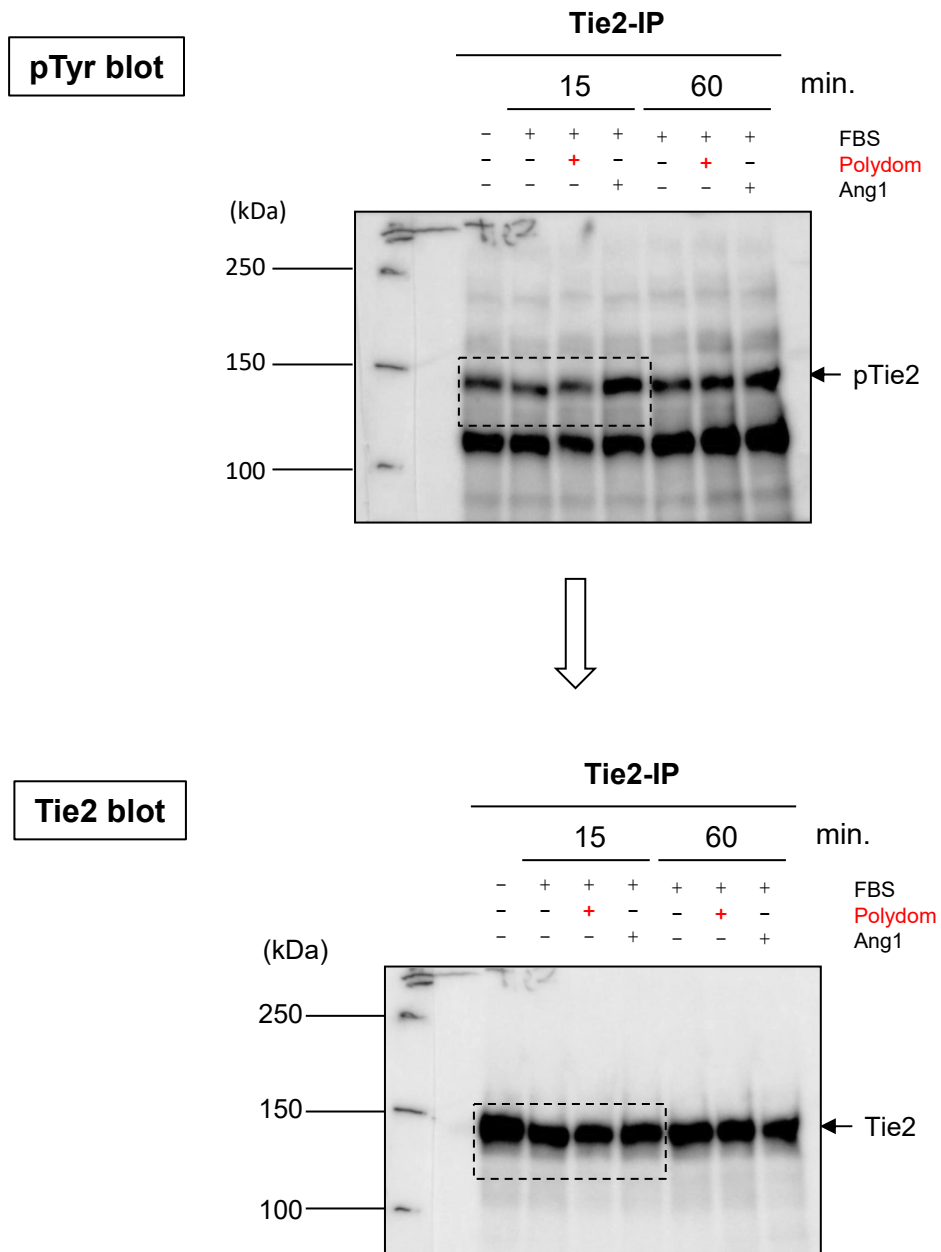 Tie2-IP
pTyr blot
15 60 min.
– + + + + + + FBS
– – + – – + – Polydom
– – – + – – + Ang1
(kDa)
Tie2
250
150
pTie2
100
Tie2-IP
Tie2 blot
15 60 min.
– + + + + + + FBS
– – + – – + – Polydom
– – – + – – + Ang1
(kDa)
250
150
Tie2
100